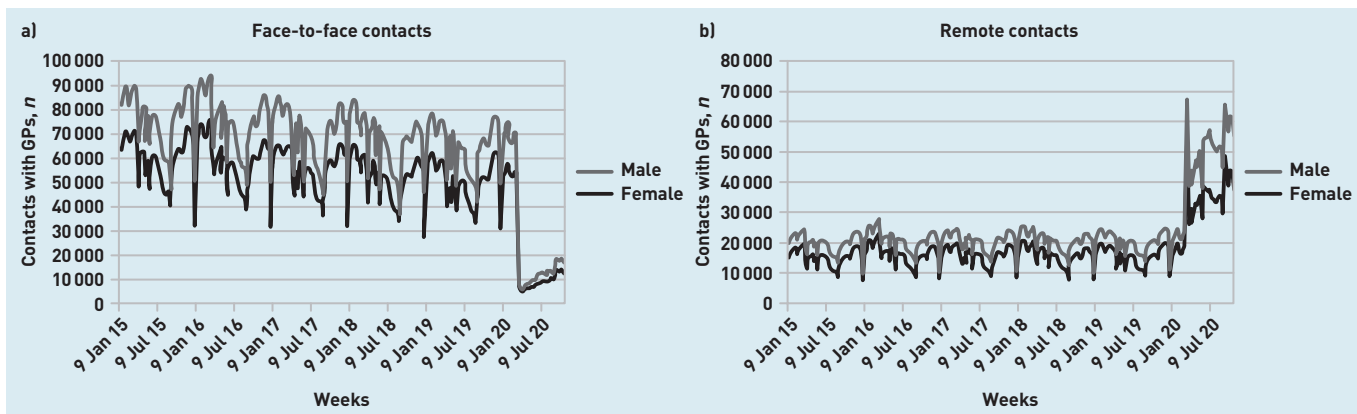 a) Face-to-face contacts
Contacts with GPs, n
100 000
90 000
80 000
70 000
60 000
50 000
40 000
30 000
20 000
10 000
0
9 Jan 15
9 Jul 15
9 Jan 16
9 Jul 16
9 Jan 17
9 Jul 17
9 Jan 18
9 Jul 18
9 Jan 19
9 Jul 19
9 Jan 20
9 Jul 20
Weeks
Male
Female
b) Remote contacts
Contacts with GPs, n
80 000
70 000
60 000
50 000
40 000
30 000
20 000
10 000
0
9 Jan 15
9 Jul 15
9 Jan 16
9 Jul 16
9 Jan 17
9 Jul 17
9 Jan 18
9 Jul 18
9 Jan 19
9 Jul 19
9 Jan 20
9 Jul 20
Weeks
Male
Female